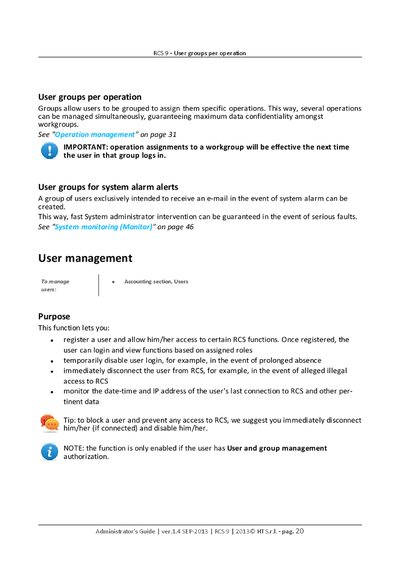 RCS 9 - User groups per operation
User groups per operation
Groups allow users to be grouped to assign them specific operations. This way, several operations
can be managed simultaneously, guaranteeing maximum data confidentiality amongst
workgroups.
See "Operation management" on page 31
IMPORTANT: operation assignments to a workgroup will be effective the next time
the user in that group logs in.
User groups for system alarm alerts
A group of users exclusively intended to receive an e-mail in the event of system alarm can be
created.
This way, fast System administrator intervention can be guaranteed in the event of serious faults.
See "System monitoring (Monitor)" on page 46
User management
To manage
users:
• Accounting section, Users
Purpose
This function lets you:
• register a user and allow him/her access to certain RCS functions. Once registered, the
user can login and view functions based on assigned roles
• temporarily disable user login, for example, in the event of prolonged absence
• immediately disconnect the user from RCS, for example, in the event of alleged illegal
access to RCS
• monitor the date-time and IP address of the user's last connection to RCS and other per-
tinent data
Tip: to block a user and prevent any access to RCS, we suggest you immediately disconnect
him/her (if connected) and disable him/her.
NOTE: the function is only enabled if the user has User and group management
authorization.
Administrator's Guide | ver.1.4 SEP-2013 | RCS 9 | 2013© HT S.r.l. - pag. 20